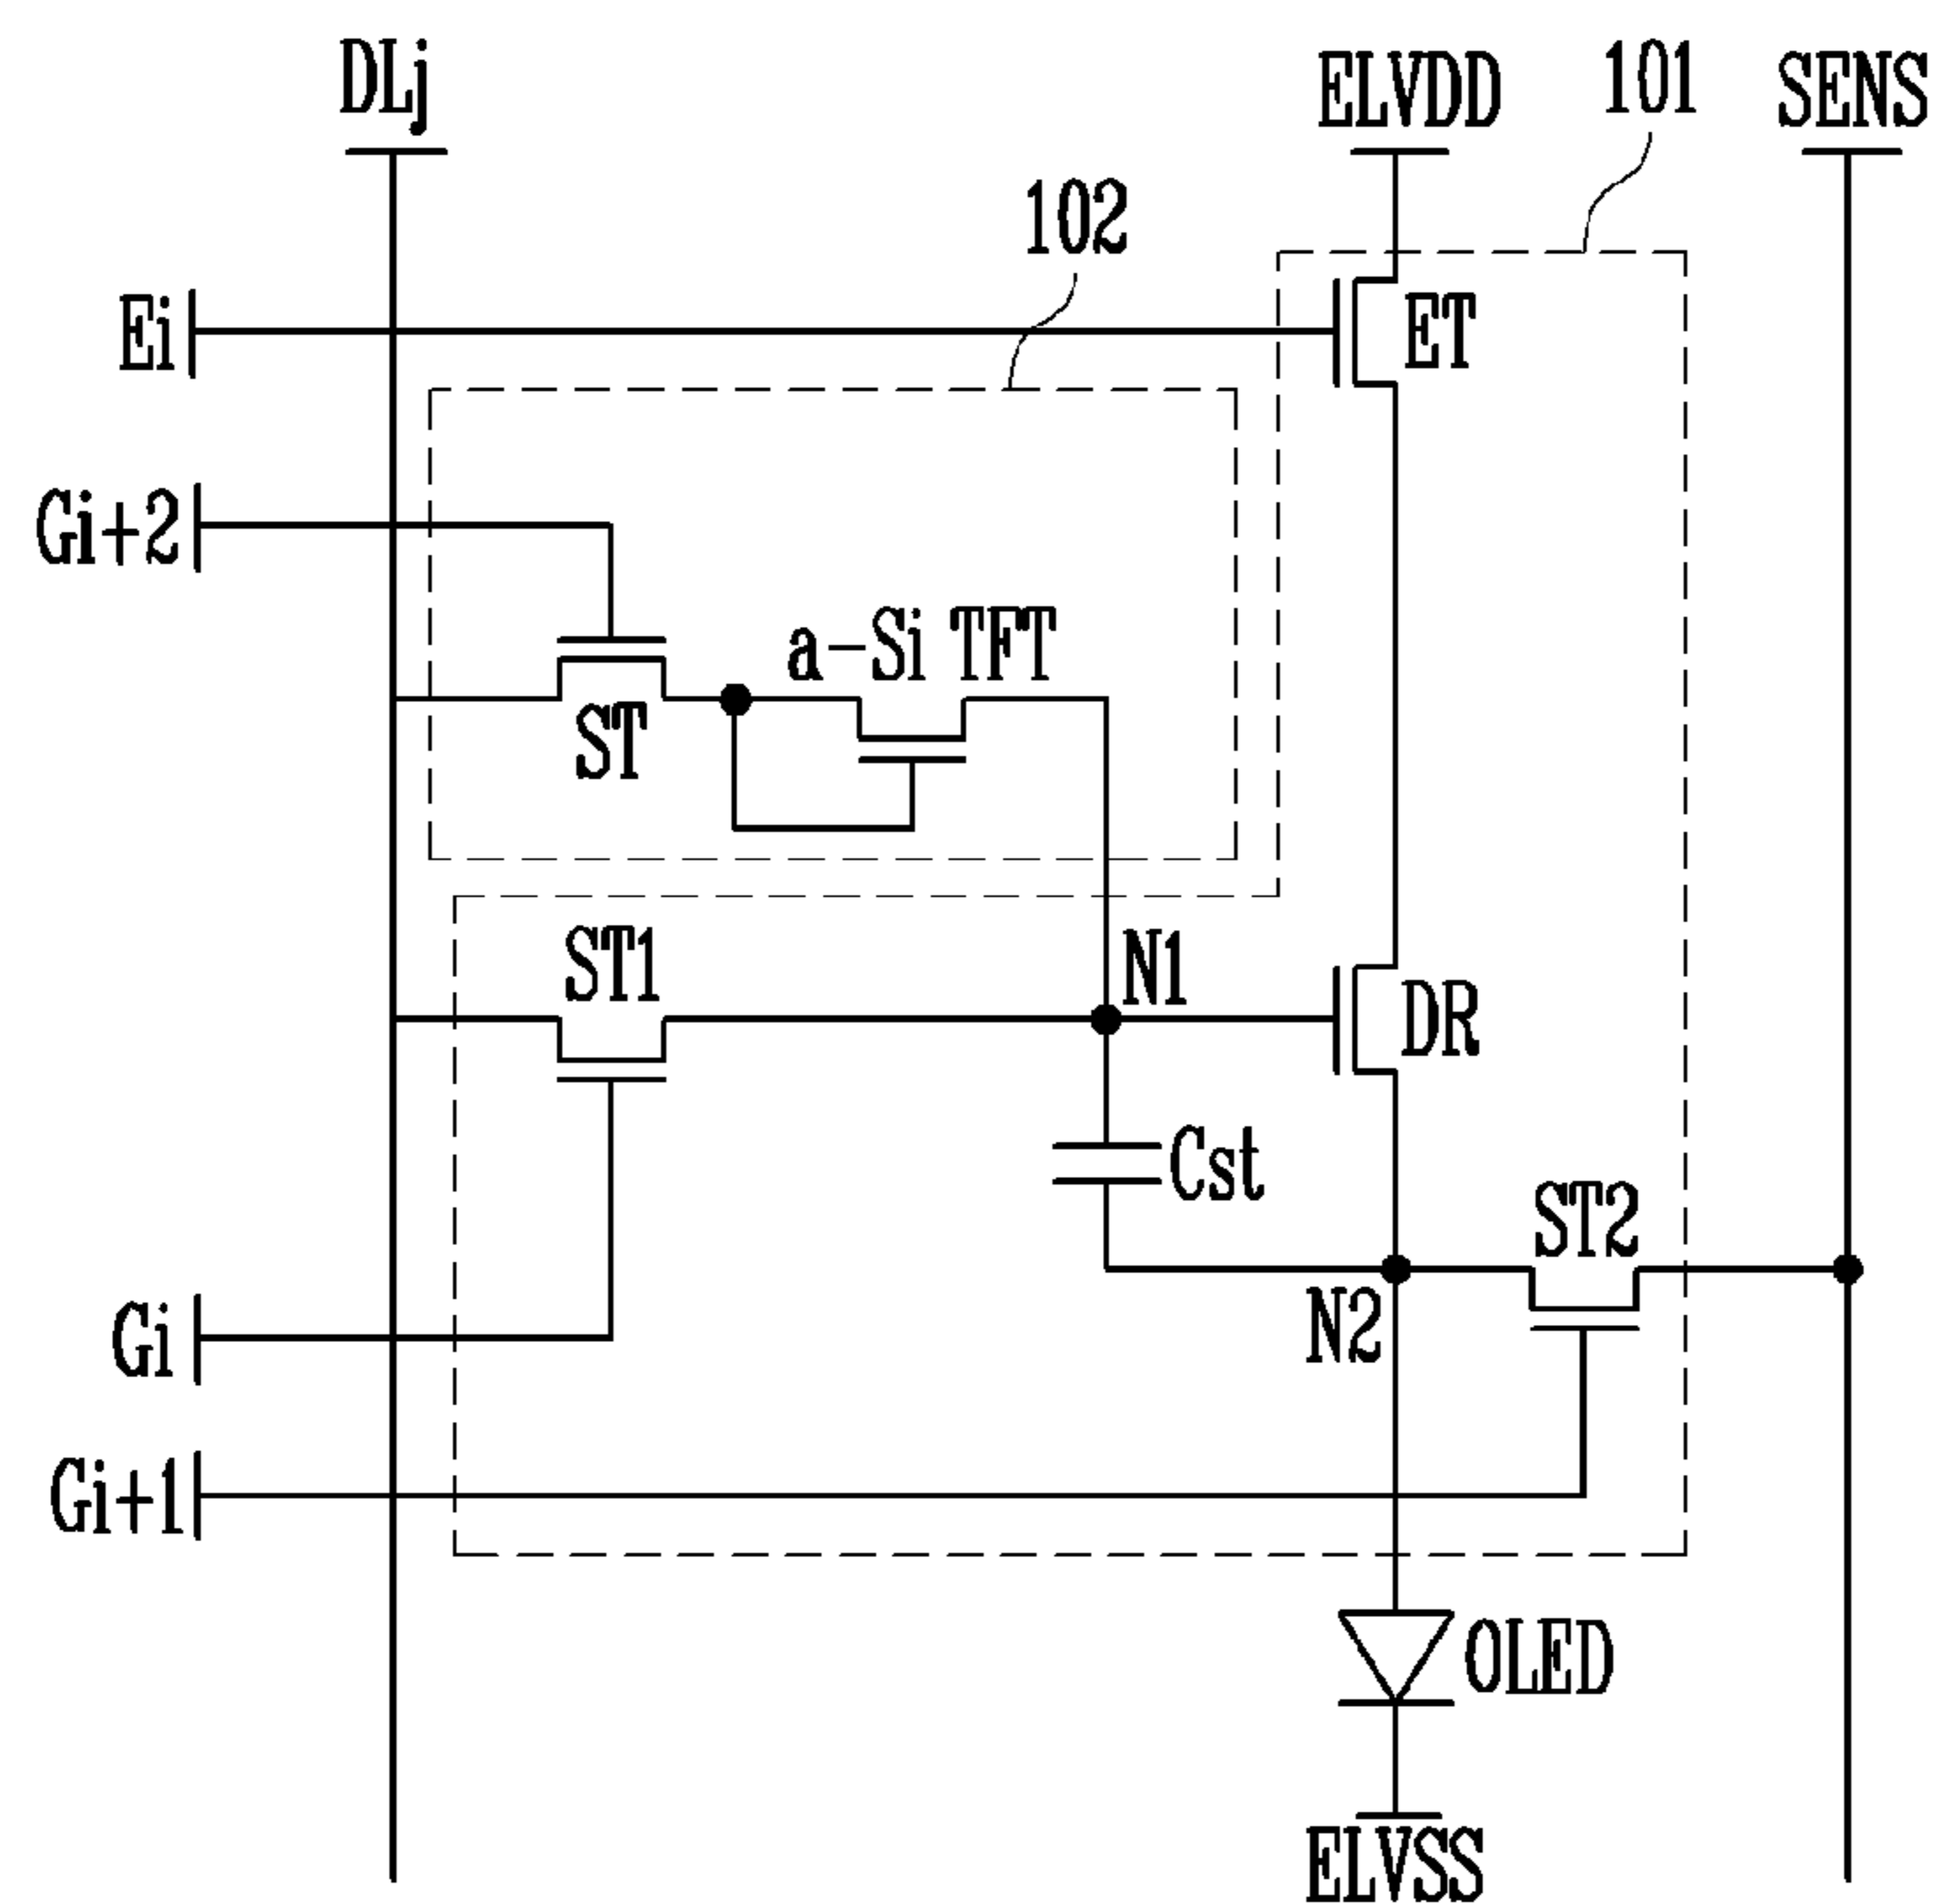 DLj
ELVDD
101
SENS
102
Ei
ET
Gi+2
a-Si TFT
ST
ST1
N1
DR
Cst
ST2
Gi
N2
Gi+1
OLED
ELVSS